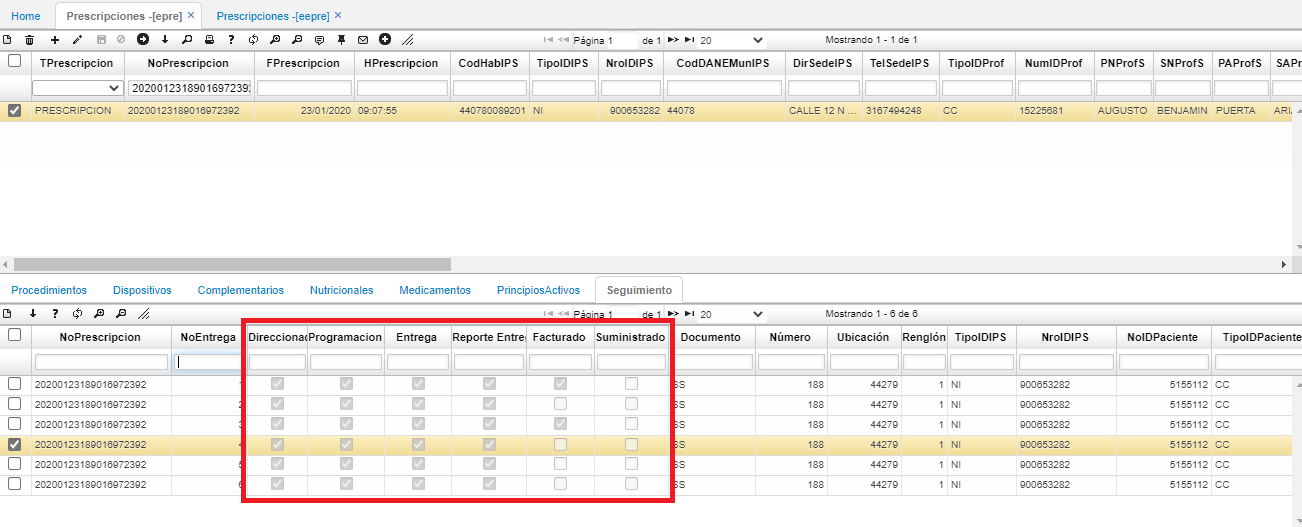 Home Prescripciones -[epre] × Prescripciones -[eepre] ×
Página 1 de 1 20 Mostrando 1 - 1 de 1
TPrescripcion NoPrescripcion FPrescripcion HPrescripcion CodHabIPS TipoIDIPS NroIDIPS CodDANEMunIPS DirSedeIPS TelSedeIPS TipoIDProf NumIDProf PNProfS SNProfS PAProfS SAPro
20200123189016972392
PRESCRIPCION 20200123189016972392 23/01/2020 09:07:55 440780089201 NI 900653282 44078 CALLE 12 N ... 3167494248 CC 15225681 AUGUSTO BENJAMIN PUERTA ARI
Procedimientos Dispositivos Complementarios Nutricionales Medicamentos PrincipiosActivos Seguimiento
Página 1 de 1 20 Mostrando 1 - 6 de 6
NoPrescripcion NoEntrega Direccionad Programacion Entrega Reporte Entre Facturado Suministrado Documento Número Ubicación Renglón TipoIDIPS NroIDIPS NoIDPaciente TipoIDPaciente
20200123189016972392 1 SS 188 44279 1 NI 900653282 5155112 CC
20200123189016972392 2 SS 188 44279 1 NI 900653282 5155112 CC
20200123189016972392 3 SS 188 44279 1 NI 900653282 5155112 CC
20200123189016972392 4 SS 188 44279 1 NI 900653282 5155112 CC
20200123189016972392 5 SS 188 44279 1 NI 900653282 5155112 CC
20200123189016972392 6 SS 188 44279 1 NI 900653282 5155112 CC